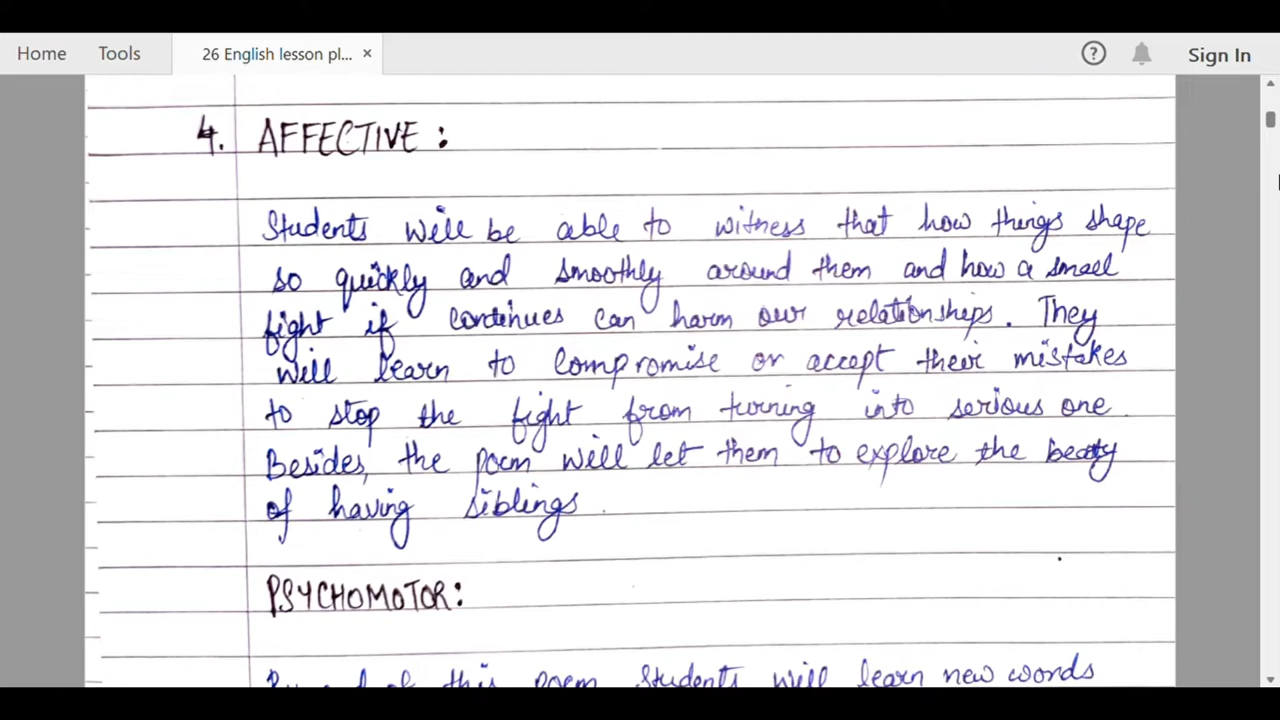 Home Tools 26 English lesson pl... × ? Sign In
4. AFFECTIVE :
Students will be able to witness that how things shape
so quickly and smoothly around them and how a small
fight if continues can harm our relationships. They
will learn to compromise or accept their mistakes
to stop the fight from turning into serious one.
Besides, the poem will let them to explore the beaty
of having siblings.
PSYCHOMOTOR:
of this poem students will learn new words